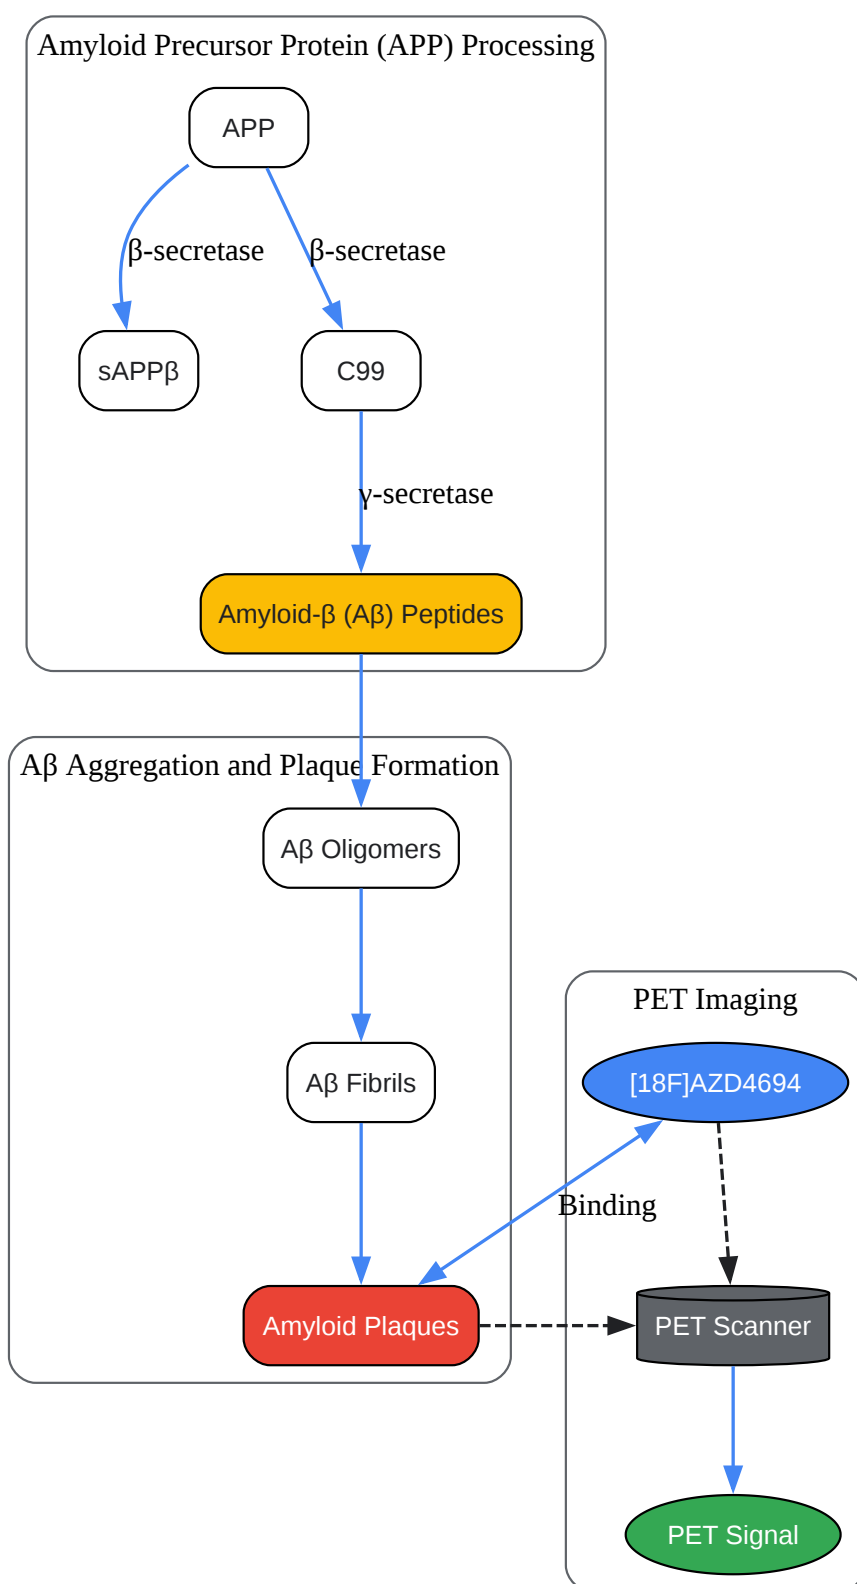 Amyloid Precursor Protein (APP) Processing
APP
β-secretase
β-secretase
sAPPβ
C99
γ-secretase
Amyloid-β (Aβ) Peptides
Aβ Aggregation and Plaque Formation
Aβ Oligomers
Aβ Fibrils
Amyloid Plaques
PET Imaging
[18F]AZD4694
Binding
PET Scanner
PET Signal